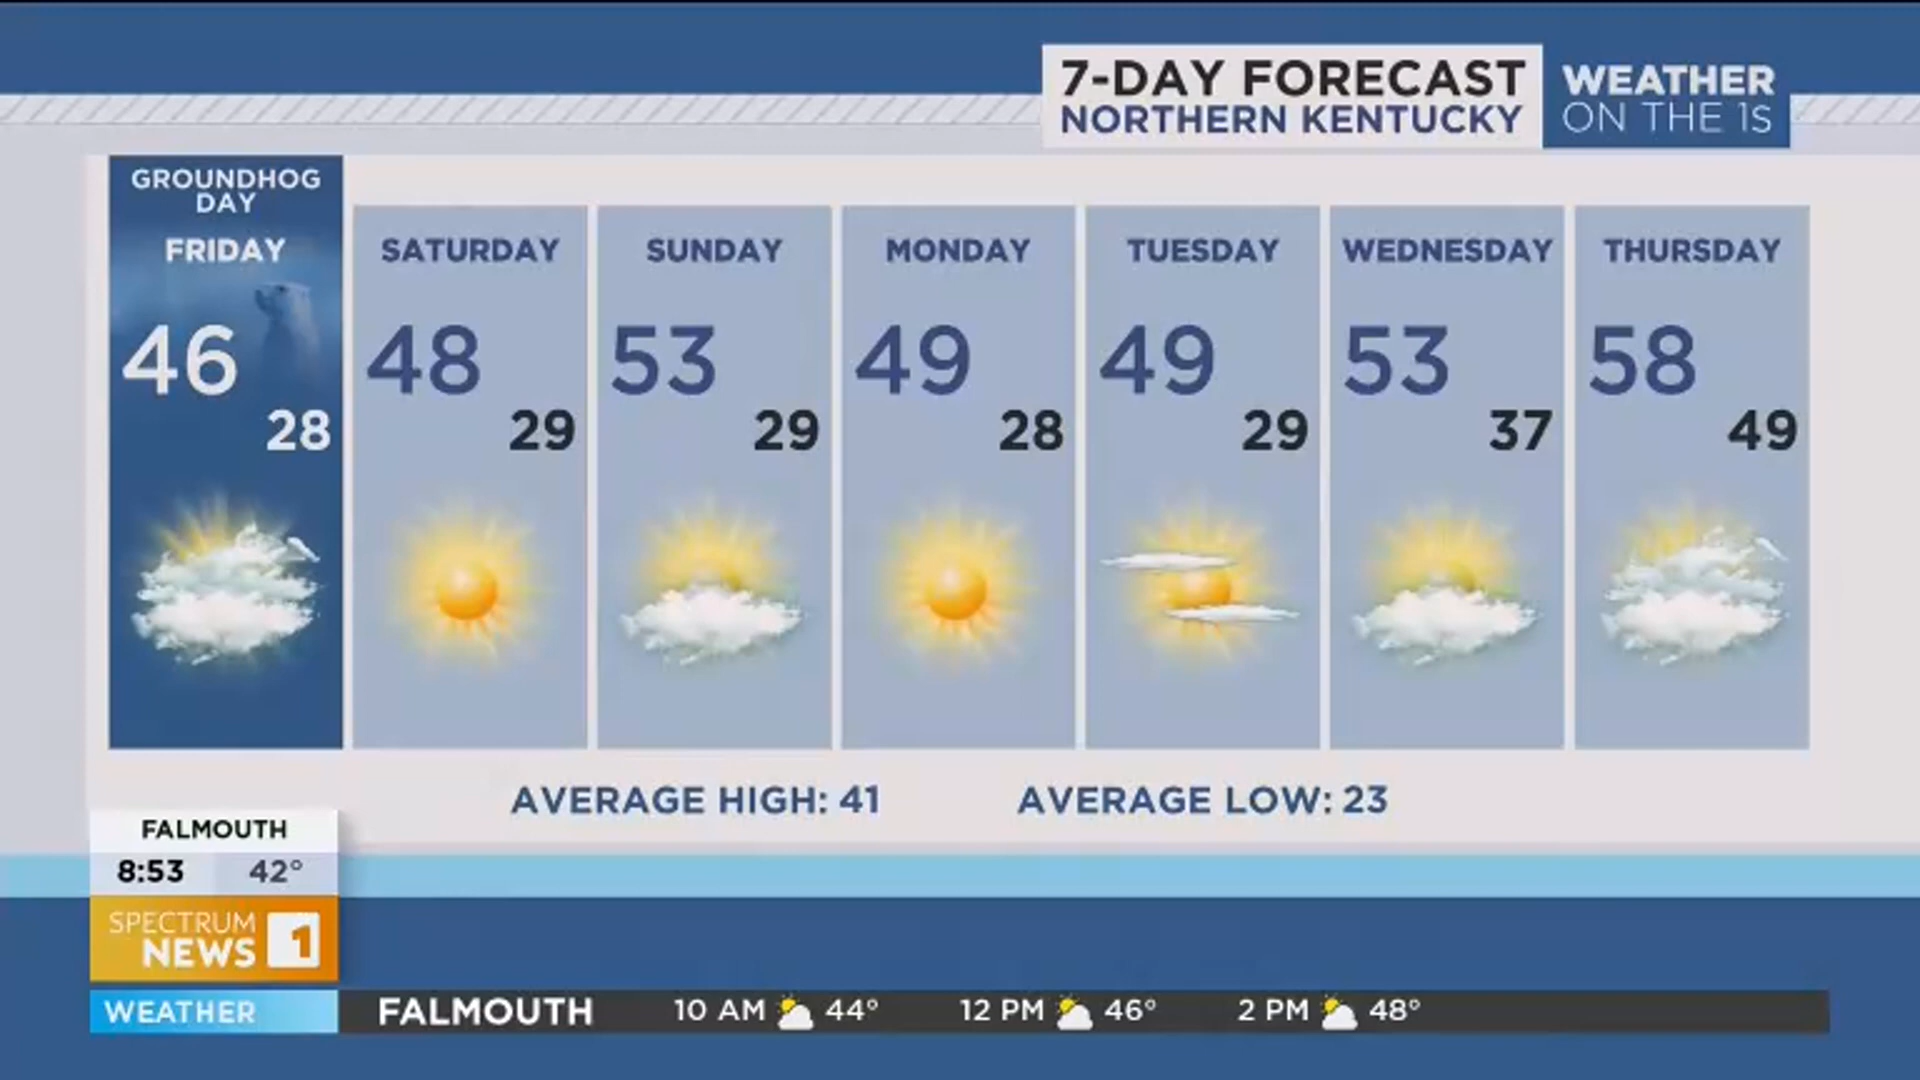 7-DAY FORECAST
NORTHERN KENTUCKY
WEATHER
ON THE 1S
GROUNDHOG
DAY
FRIDAY
46
28
SATURDAY
48
29
SUNDAY
53
29
MONDAY
49
28
TUESDAY
49
29
WEDNESDAY
53
37
THURSDAY
58
49
AVERAGE HIGH: 41
AVERAGE LOW: 23
FALMOUTH
8:53 42°
SPECTRUM
NEWS 1
WEATHER
FALMOUTH 10 AM 44° 12 PM 46° 2 PM 48°